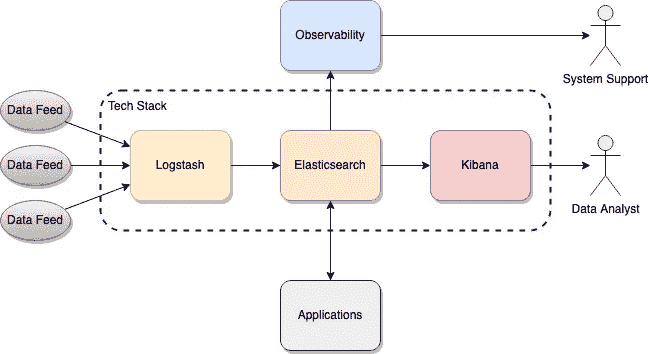 Observability
System Support
Tech Stack
Data Feed
Data Feed
Data Feed
Logstash
Elasticsearch
Kibana
Data Analyst
Applications